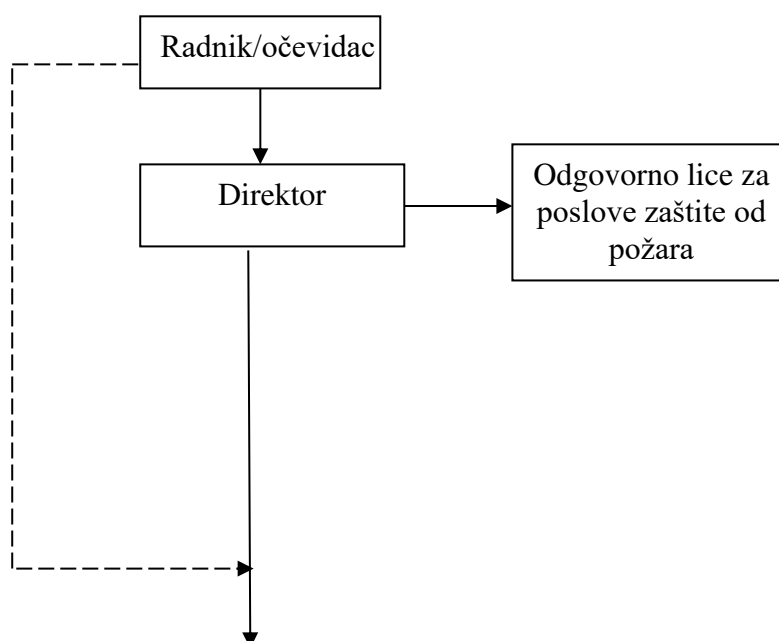 Radnik/očevidac
Direktor
Odgovorno lice za
poslove zaštite od
požara